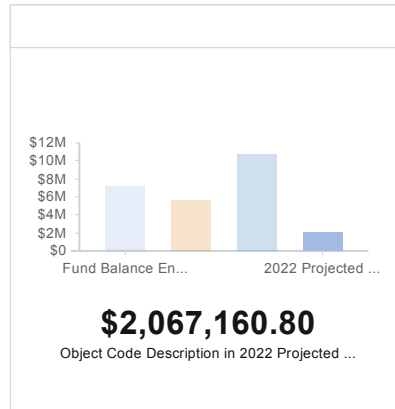 $12M
$10M
$8M
$6M
$4M
$2M
$0
Fund Balance En... 2022 Projected ...
$2,067,160.80
Object Code Description in 2022 Projected ...